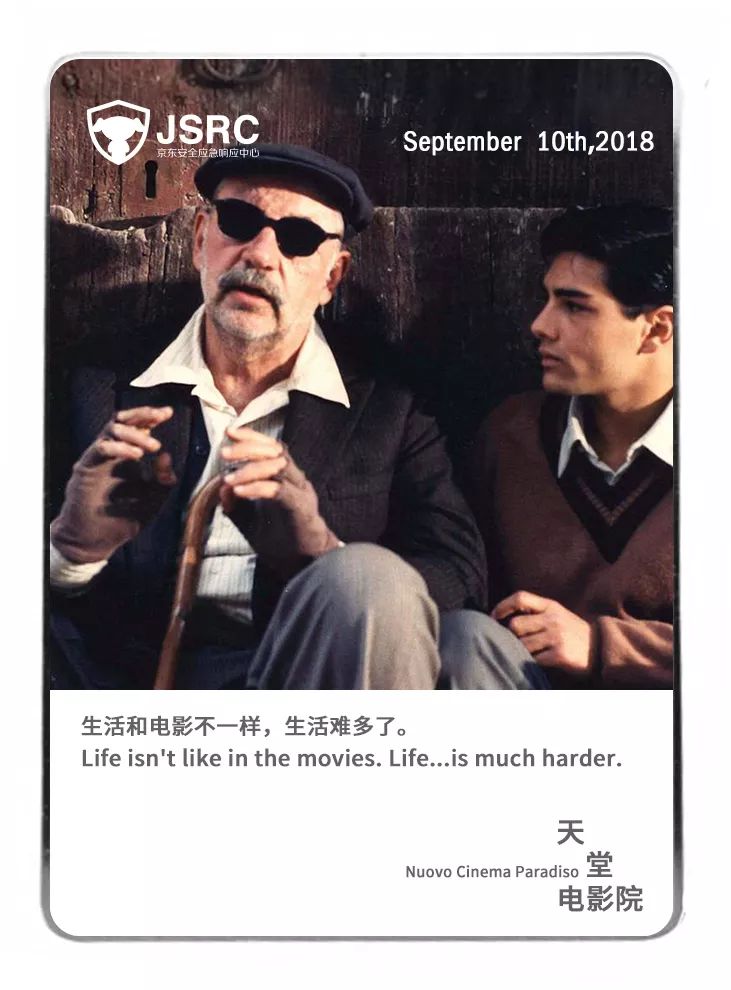 JSRC
京东安全应急响应中心
September 10th,2018
生活和电影不一样，生活难多了。
Life isn't like in the movies. Life...is much harder.
天
堂
Nuovo Cinema Paradiso
电影院